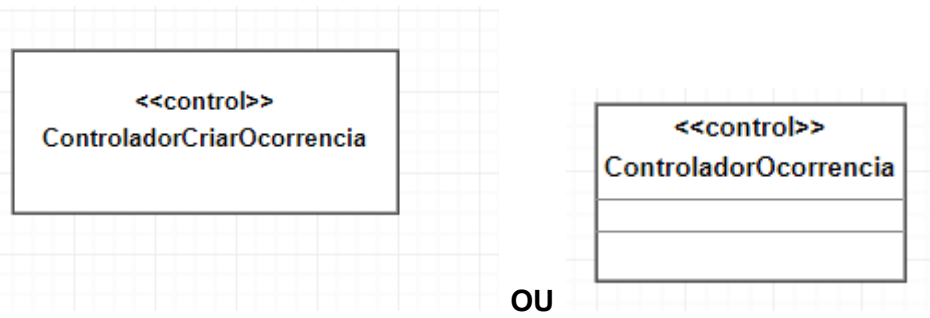 <<control>>
ControladorCriarOcorrencia
OU
<<control>>
ControladorOcorrencia